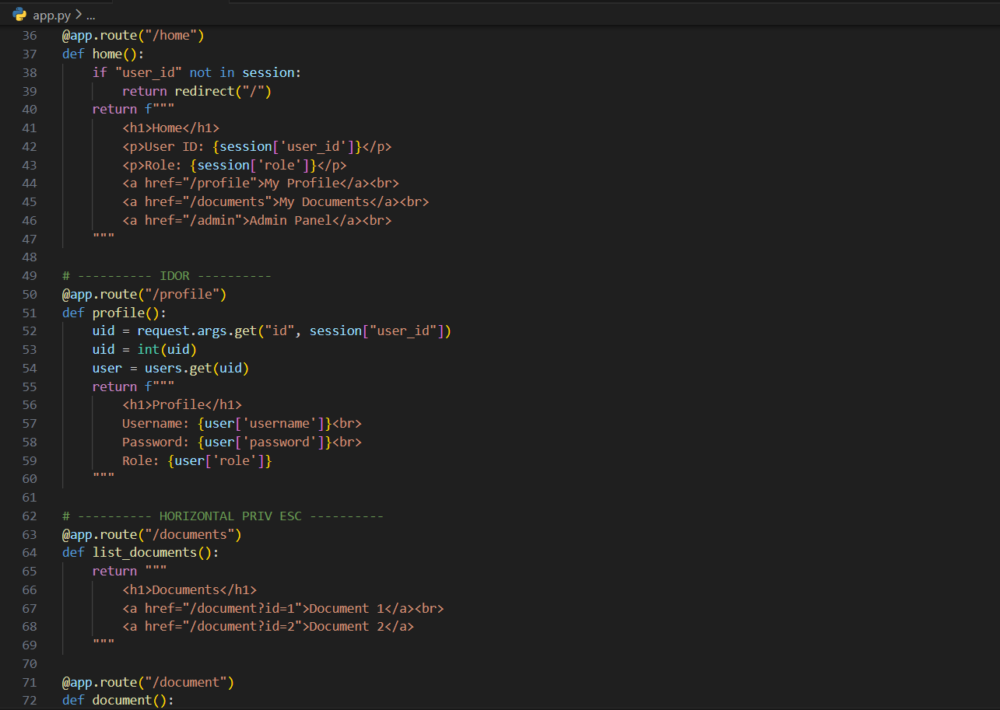 app.py > ...
36 @app.route("/home")
37 def home():
38     if "user_id" not in session:
39         return redirect("/")
40     return f"""
41         <h1>Home</h1>
42         <p>User ID: {session['user_id']}</p>
43         <p>Role: {session['role']}</p>
44         <a href="/profile">My Profile</a><br>
45         <a href="/documents">My Documents</a><br>
46         <a href="/admin">Admin Panel</a><br>
47     """
48
49 # ---------- IDOR ----------
50 @app.route("/profile")
51 def profile():
52     uid = request.args.get("id", session["user_id"])
53     uid = int(uid)
54     user = users.get(uid)
55     return f"""
56         <h1>Profile</h1>
57         Username: {user['username']}<br>
58         Password: {user['password']}<br>
59         Role: {user['role']}
60     """
61
62 # ---------- HORIZONTAL PRIV ESC ----------
63 @app.route("/documents")
64 def list_documents():
65     return """
66         <h1>Documents</h1>
67         <a href="/document?id=1">Document 1</a><br>
68         <a href="/document?id=2">Document 2</a>
69     """
70
71 @app.route("/document")
72 def document():